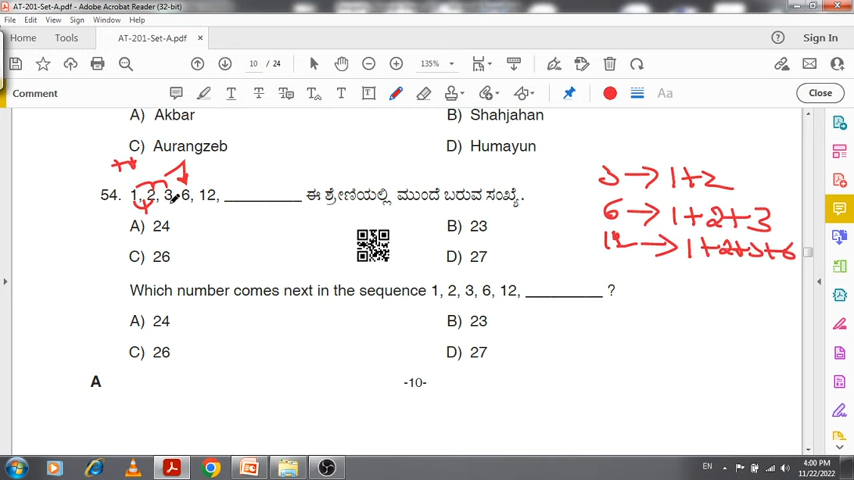 AT-201-Set-A.pdf - Adobe Acrobat Reader (32-bit)
File Edit View Sign Window Help
Home Tools AT-201-Set-A.pdf × Sign In
10 / 24 135%
Comment Close
A) Akbar B) Shahjahan
C) Aurangzeb D) Humayun
54. 1, 2, 3, 6, 12, _________ ಈ ಶ್ರೇಣಿಯಲ್ಲಿ ಮುಂದೆ ಬರುವ ಸಂಖ್ಯೆ.
A) 24 B) 23
C) 26 D) 27
3 → 1+2
6 → 1+2+3
12 → 1+2+3+6
Which number comes next in the sequence 1, 2, 3, 6, 12, _________ ?
A) 24 B) 23
C) 26 D) 27
A -10-
EN 4:00 PM
11/22/2022